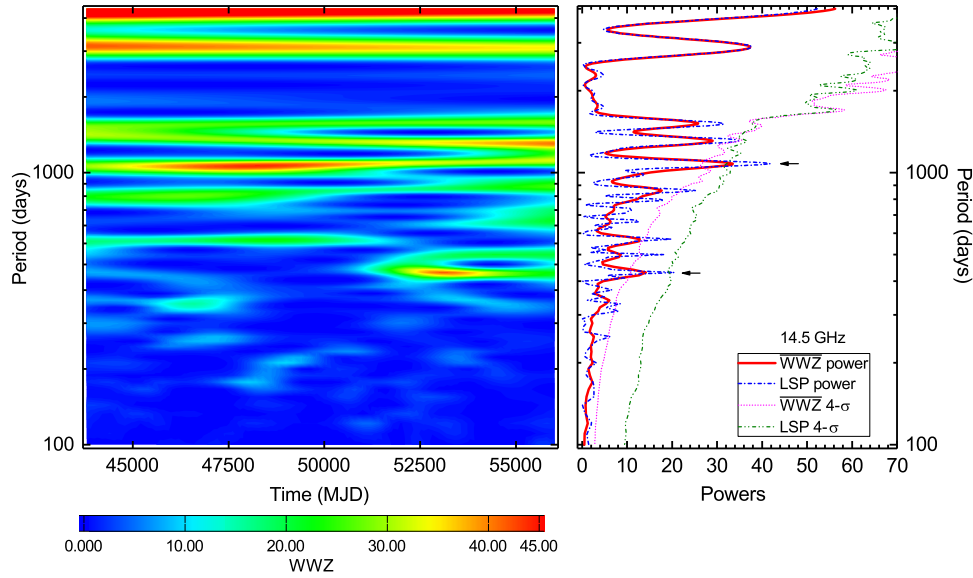 Period (days)
1000
100
45000 47500 50000 52500 55000
Time (MJD)
0.000 10.00 20.00 30.00 40.00 45.00
WWZ
14.5 GHz
WWZ power
LSP power
WWZ 4-σ
LSP 4-σ
1000
100
Period (days)
0 10 20 30 40 50 60 70
Powers